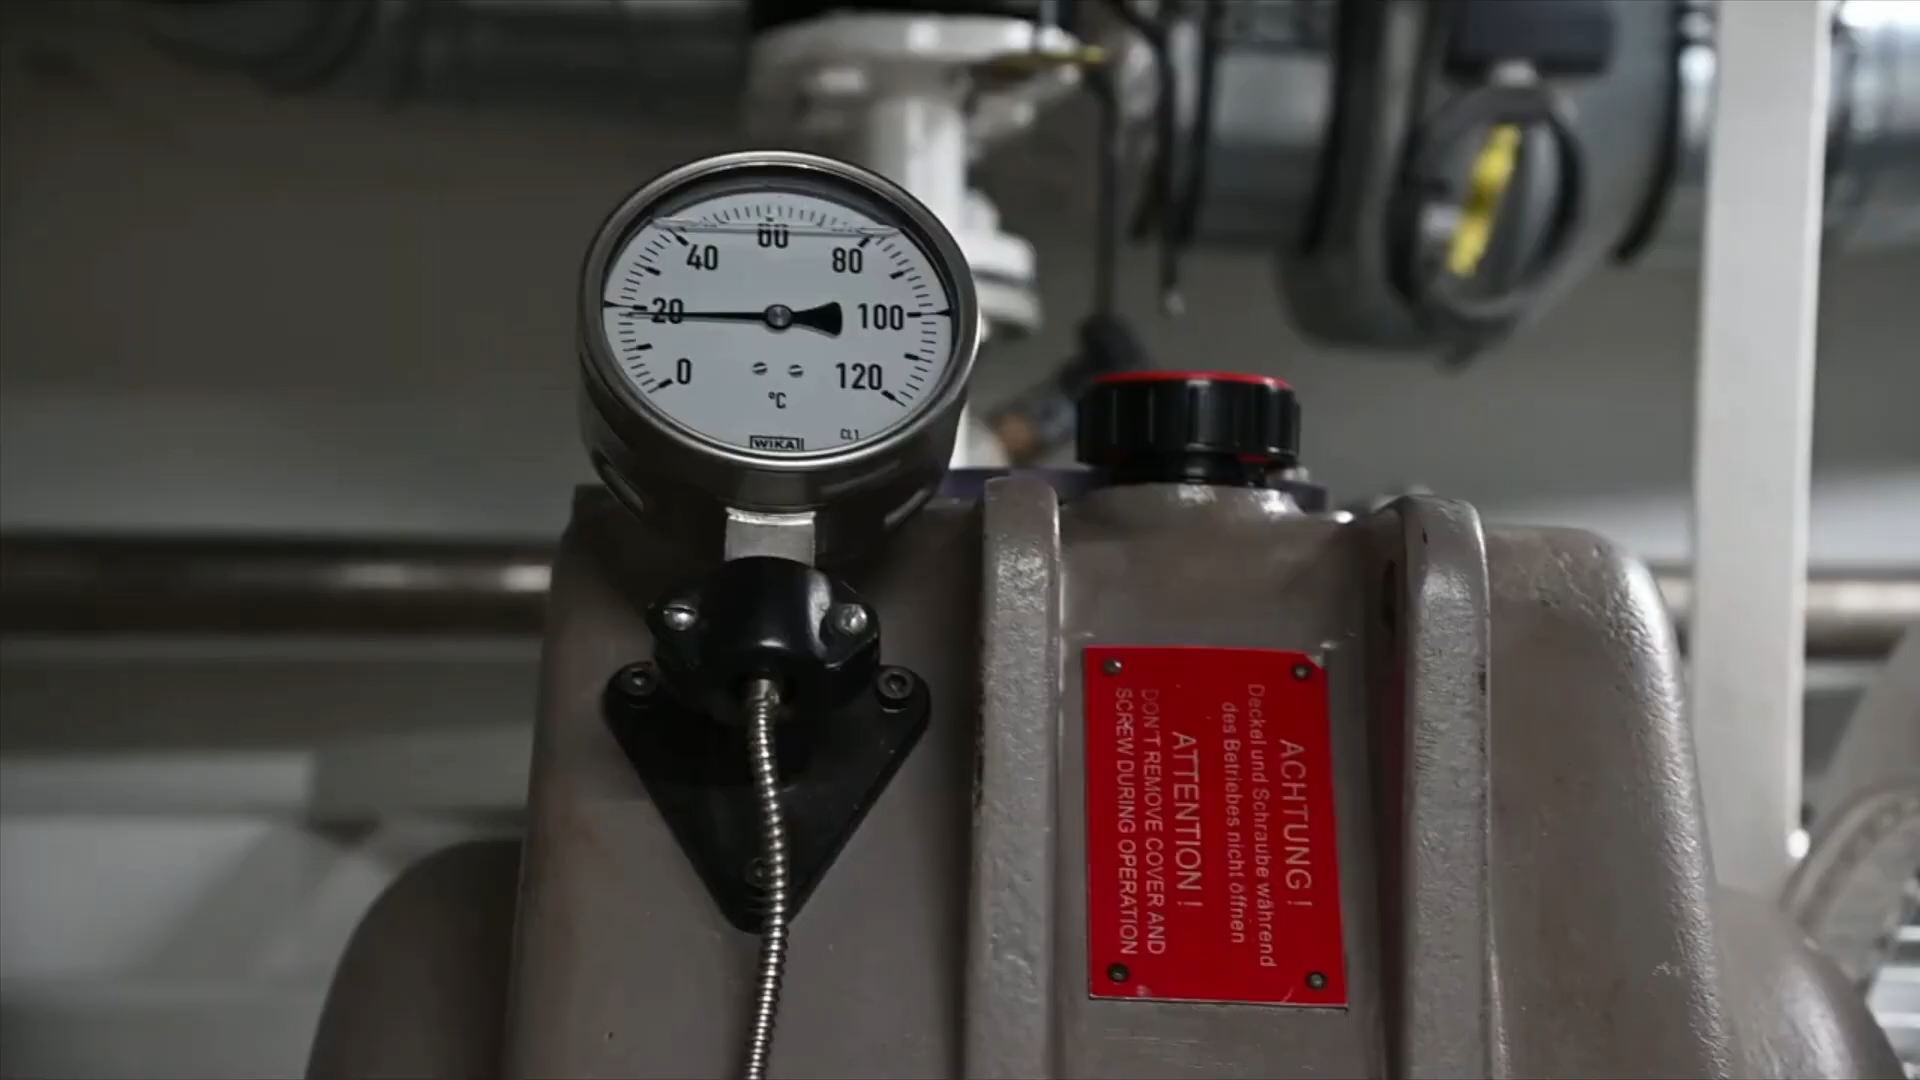 0
20
40
60
80
100
120
°C
WIKA
CL1
ACHTUNG !
Deckel und Schraube während
des Betriebes nicht öffnen
ATTENTION !
DON'T REMOVE COVER AND
SCREW DURING OPERATION